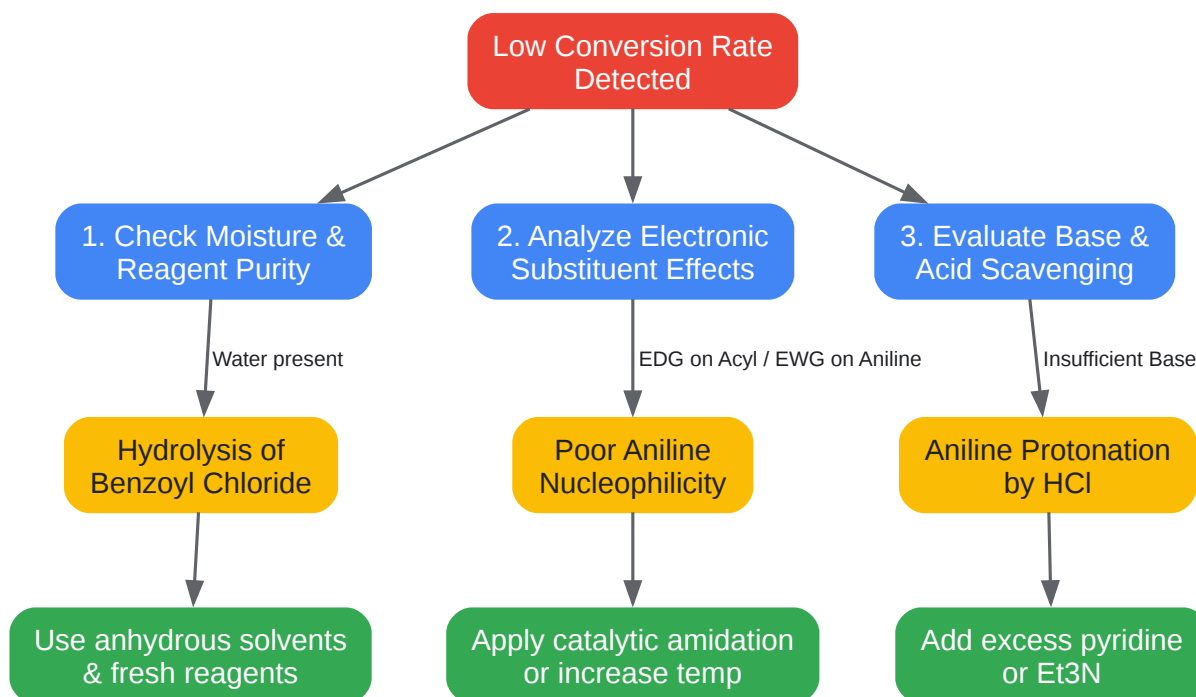 Low Conversion Rate
Detected
1. Check Moisture &
Reagent Purity
2. Analyze Electronic
Substituent Effects
3. Evaluate Base &
Acid Scavenging
Water present
EDG on Acyl / EWG on Aniline
Insufficient Base
Hydrolysis of
Benzoyl Chloride
Poor Aniline
Nucleophilicity
Aniline Protonation
by HCl
Use anhydrous solvents
& fresh reagents
Apply catalytic amidation
or increase temp
Add excess pyridine
or Et3N